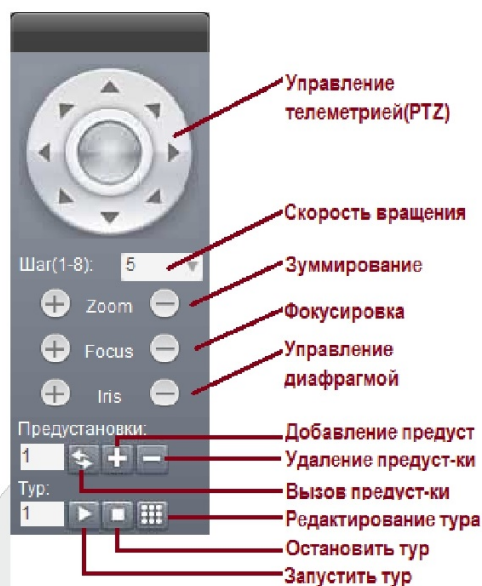 Управление
телеметрией(PTZ)
Скорость вращения
Шаг(1-8): 5
Зуммирование
Zoom
Фокусировка
Focus
Управление
диафрагмой
Iris
Предустановки:
Добавление предуст
1
Удаление предуст-ки
Вызов предуст-ки
Тур:
1
Редактирование тура
Остановить тур
Запустить тур